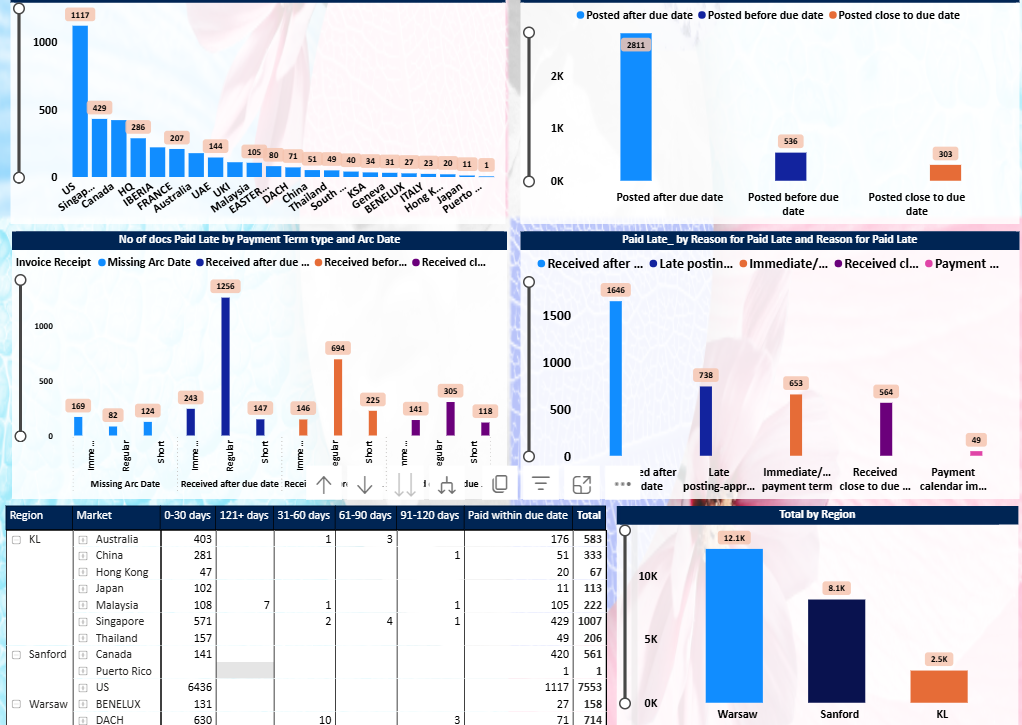 1117
1000
429
286
500
207
144
105
80
71
51
49
40
34
31
27
23
20
11
1
0
US
Singap...
Canada
HQ
IBERIA
FRANCE
Australia
UAE
UKI
Malaysia
EASTER...
DACH
China
Thailand
South ...
KSA
Geneva
BENELUX
ITALY
Hong K...
Japan
Puerto ...
Posted after due date Posted before due date Posted close to due date
2811
2K
1K
536
303
0K
Posted after due date
Posted before due
date
Posted close to due
date
No of docs Paid Late by Payment Term type and Arc Date
Invoice Receipt Missing Arc Date Received after due ... Received befor... Received cl...
1256
1000
694
500
169
82
124
243
147
146
225
141
305
118
0
Imme ...
Regular
Short
Imme ...
Regular
Short
Imme ...
egular
Short
nme ...
Regular
Short
Missing Arc Date
Received after due date
Paid Late_ by Reason for Paid Late and Reason for Paid Late
Received after ... Late postin... Immediate/... Received cl... Payment ...
1646
1500
1000
738
653
564
500
49
0
ed after
date
Late
posting-appr...
Immediate/...
payment term
Received
close to due ...
Payment
calendar im...
Region Market 0-30 days 121+ days 31-60 days 61-90 days 91-120 days Paid within due date Total
KL Australia 403 1 3 176 583
China 281 1 51 333
Hong Kong 47 20 67
Japan 102 11 113
Malaysia 108 7 1 1 105 222
Singapore 571 2 4 1 429 1007
Thailand 157 49 206
Sanford Canada 141 420 561
Puerto Rico 1 1
US 6436 1117 7553
Warsaw BENELUX 131 27 158
DACH 630 10 3 71 714
Total by Region
12.1K
10K
8.1K
5K
2.5K
0K
Warsaw
Sanford
KL